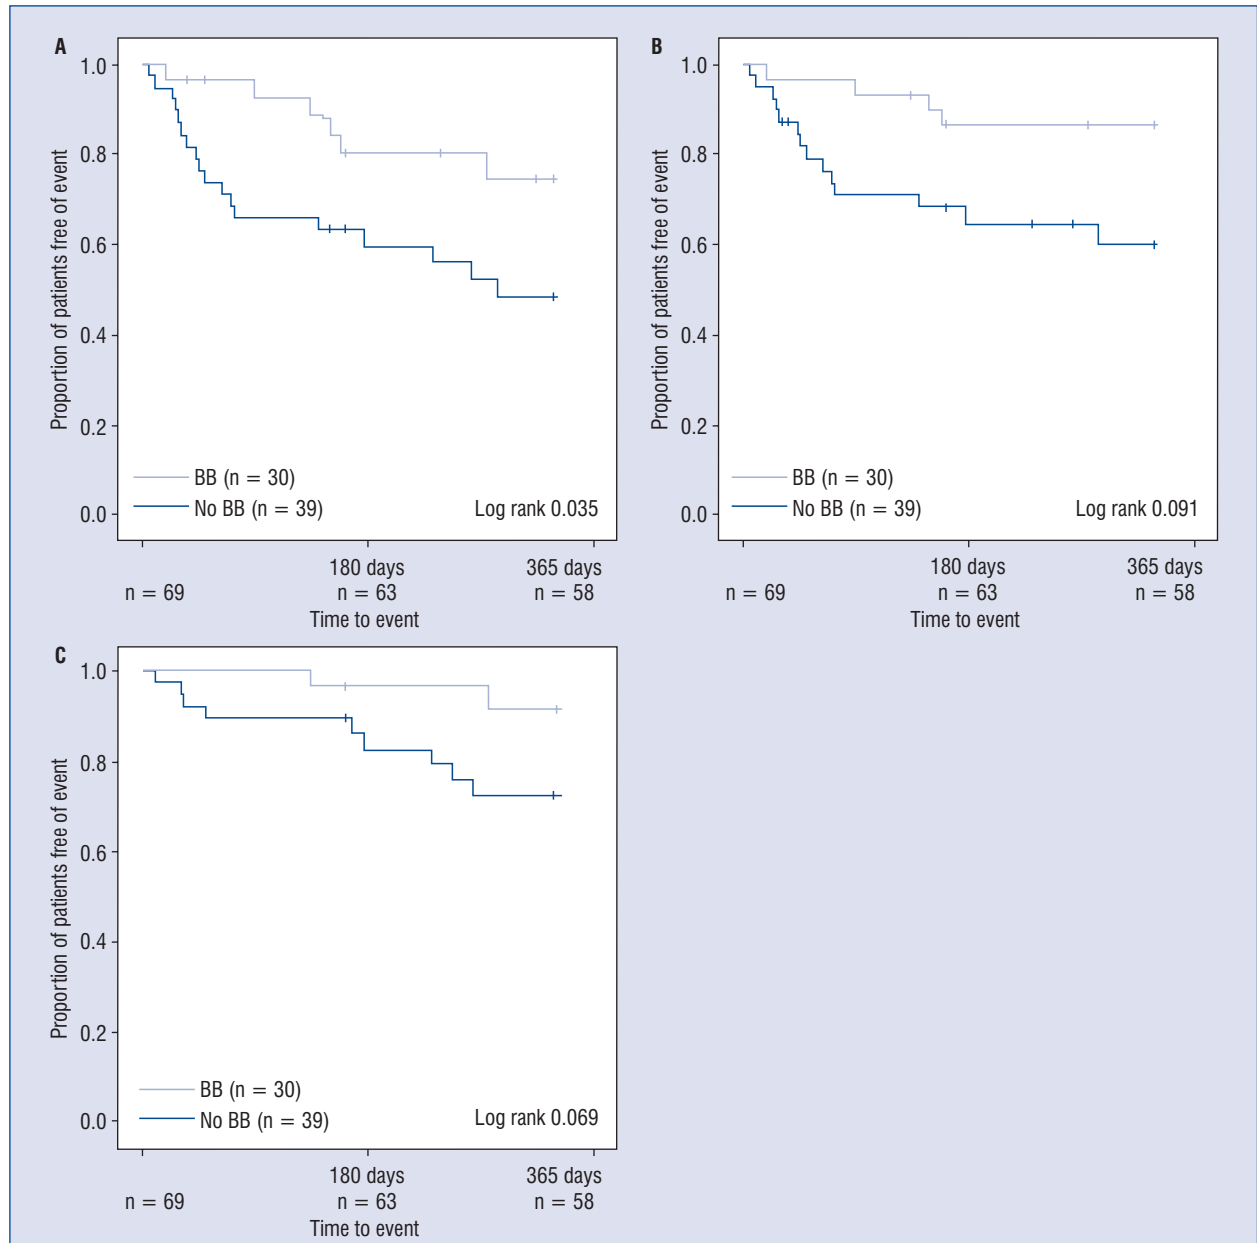 A
Proportion of patients free of event
1.0
0.8
0.6
0.4
0.2
0.0
BB (n = 30)
No BB (n = 39)
Log rank 0.035
180 days
365 days
n = 69
n = 63
n = 58
Time to event
B
Proportion of patients free of event
1.0
0.8
0.6
0.4
0.2
0.0
BB (n = 30)
No BB (n = 39)
Log rank 0.091
180 days
365 days
n = 69
n = 63
n = 58
Time to event
C
Proportion of patients free of event
1.0
0.8
0.6
0.4
0.2
0.0
BB (n = 30)
No BB (n = 39)
Log rank 0.069
180 days
365 days
n = 69
n = 63
n = 58
Time to event